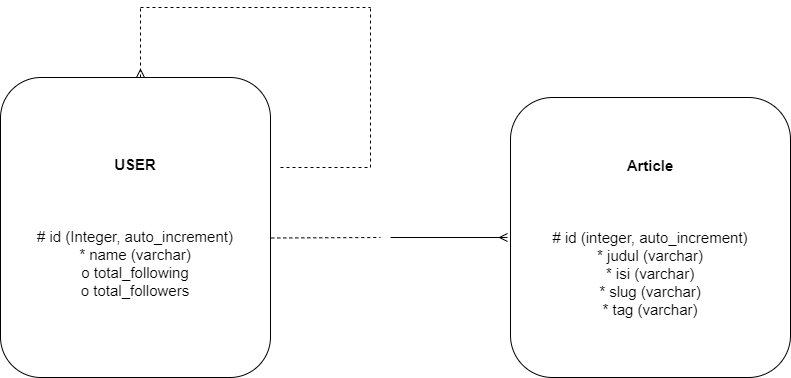 USER
# id (Integer, auto_increment)
* name (varchar)
o total_following
o total_followers
Article
# id (integer, auto_increment)
* judul (varchar)
* isi (varchar)
* slug (varchar)
* tag (varchar)